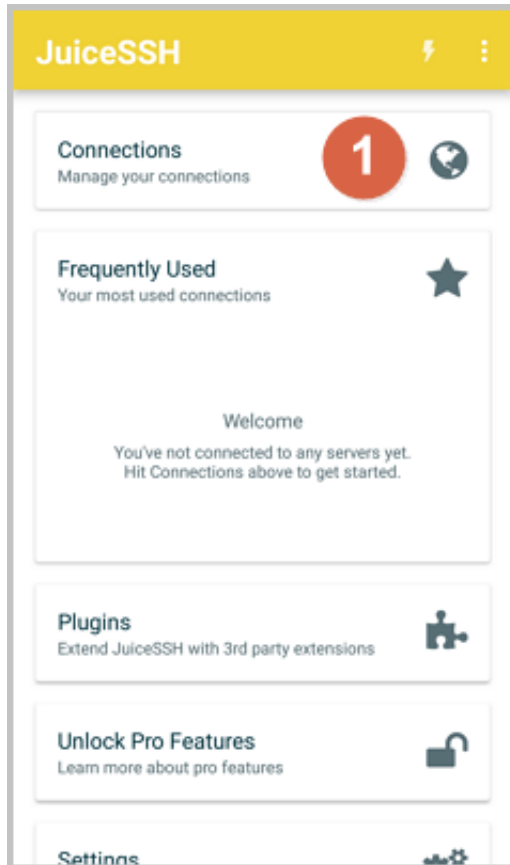 JuiceSSH
Connections
1
Manage your connections
Frequently Used
Your most used connections
Welcome
You've not connected to any servers yet.
Hit Connections above to get started.
Plugins
Extend JuiceSSH with 3rd party extensions
Unlock Pro Features
Learn more about pro features
Settings